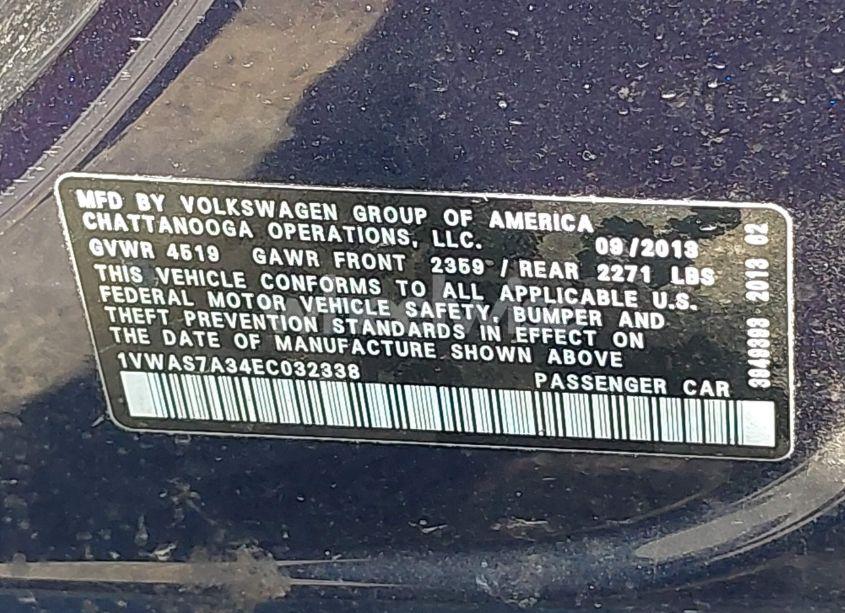 MFD BY VOLKSWAGEN GROUP OF AMERICA
CHATTANOOGA OPERATIONS, LLC. 09/2013
GVWR 4519 GAWR FRONT 2359 / REAR 2271 LBS
THIS VEHICLE CONFORMS TO ALL APPLICABLE U.S.
FEDERAL MOTOR VEHICLE SAFETY, BUMPER AND
THEFT PREVENTION STANDARDS IN EFFECT ON
THE DATE OF MANUFACTURE SHOWN ABOVE
1VWAS7A34EC032338 PASSENGER CAR
2013 62